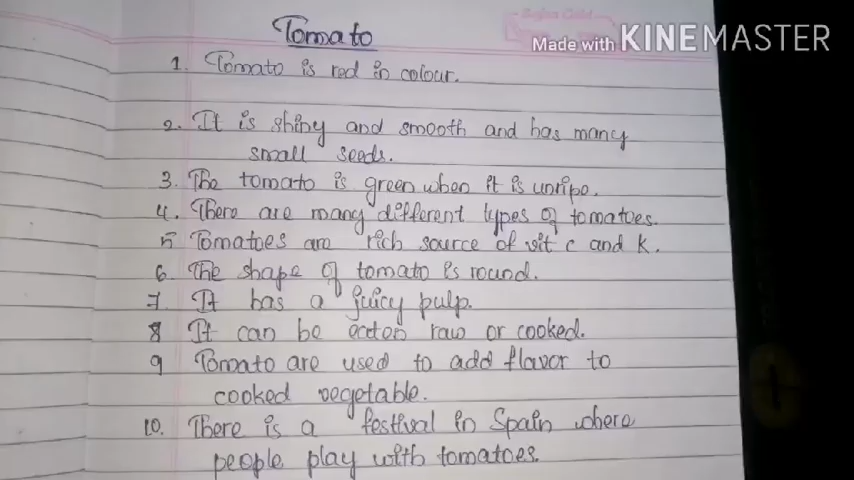 Tomato
Made with KINEMASTER
1. Tomato is red in colour.
2. It is shiny and smooth and has many
small seeds.
3. The tomato is green when it is unripe.
4. There are many different types of tomatoes.
5 Tomatoes are rich source of vit c and k.
6. The shape of tomato is round.
7. It has a juicy pulp.
8 It can be eaten raw or cooked.
9 Tomato are used to add flavor to
cooked vegetable.
10. There is a festival in Spain where
people play with tomatoes.